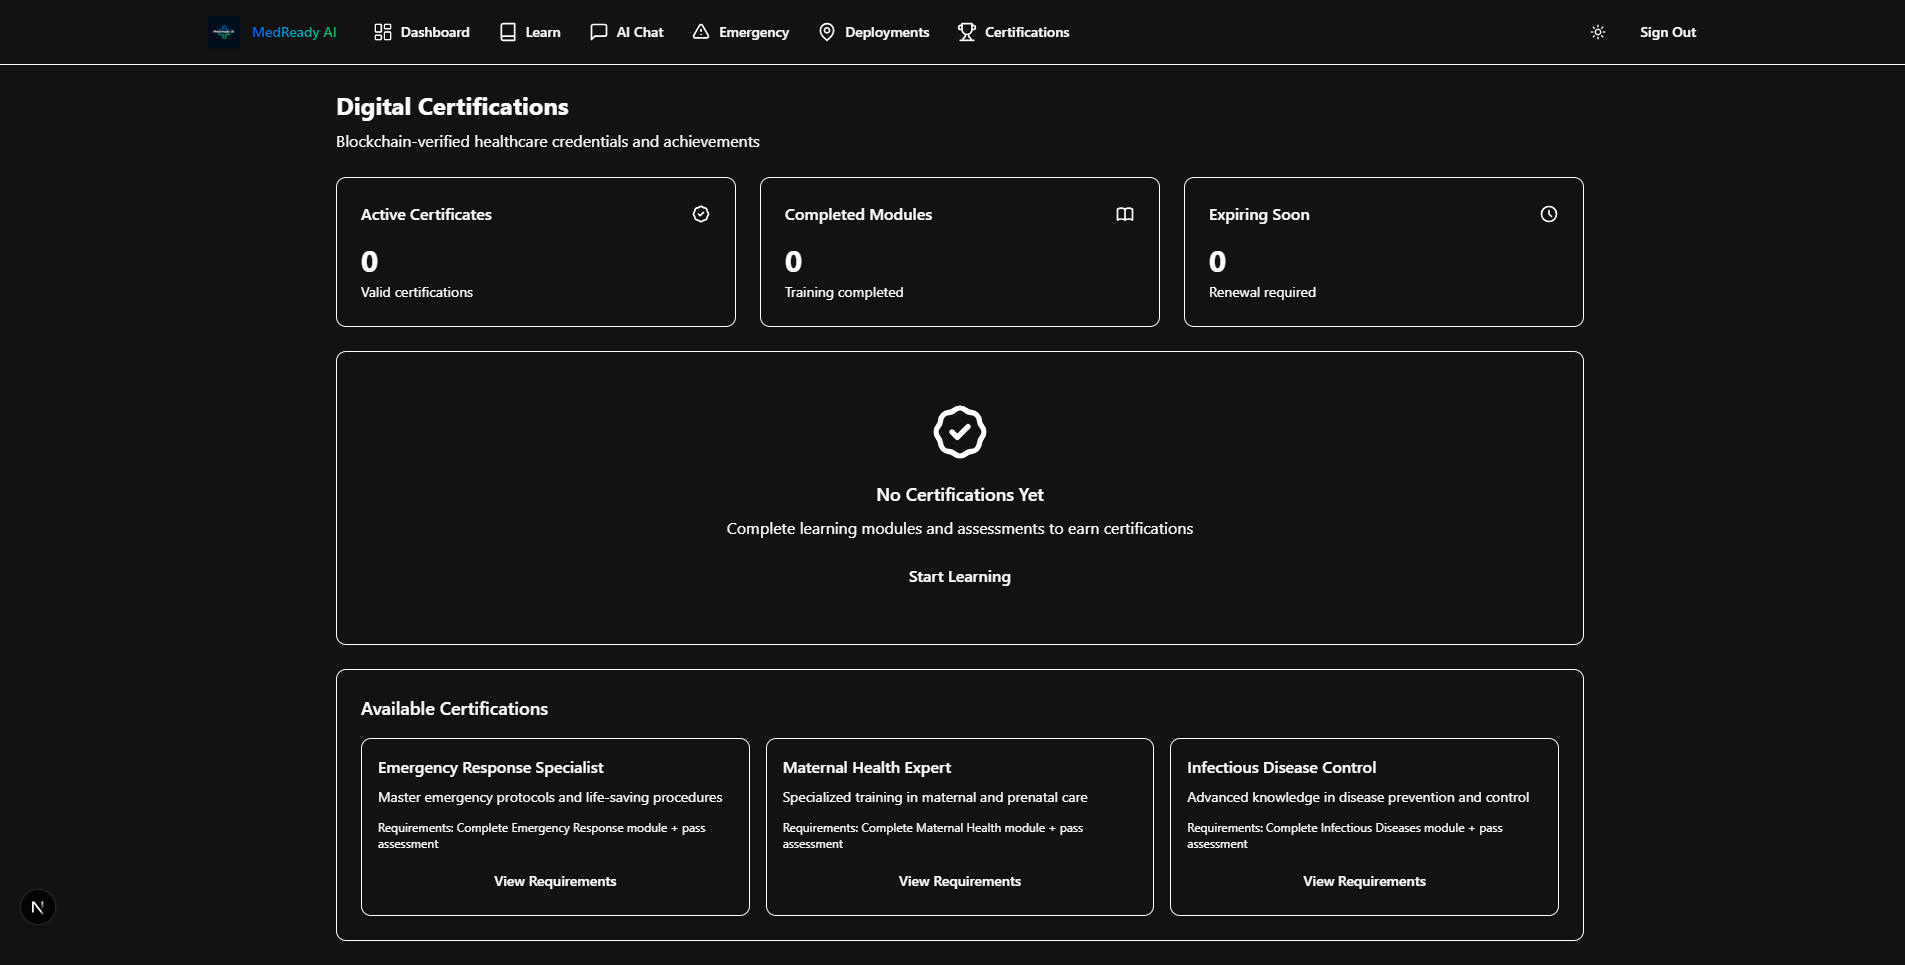 MedReady AI
Dashboard
Learn
AI Chat
Emergency
Deployments
Certifications
Sign Out
Digital Certifications
Blockchain-verified healthcare credentials and achievements
Active Certificates
0
Valid certifications
Completed Modules
0
Training completed
Expiring Soon
0
Renewal required
No Certifications Yet
Complete learning modules and assessments to earn certifications
Start Learning
Available Certifications
Emergency Response Specialist
Master emergency protocols and life-saving procedures
Requirements: Complete Emergency Response module + pass
assessment
View Requirements
Maternal Health Expert
Specialized training in maternal and prenatal care
Requirements: Complete Maternal Health module + pass
assessment
View Requirements
Infectious Disease Control
Advanced knowledge in disease prevention and control
Requirements: Complete Infectious Diseases module + pass
assessment
View Requirements
N